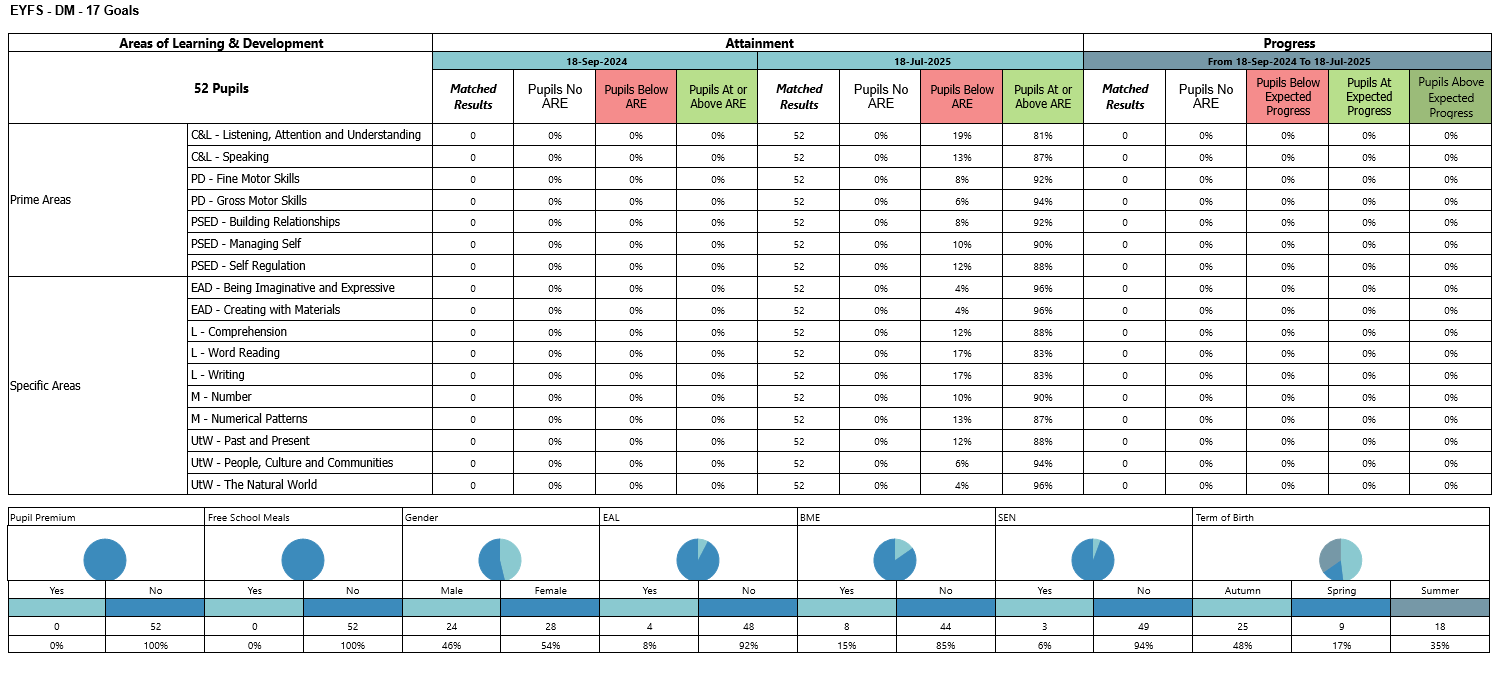 EYFS - DM - 17 Goals
Areas of Learning & Development Attainment Progress
18-Sep-2024 18-Jul-2025 From 18-Sep-2024 To 18-Jul-2025
52 Pupils Matched Results Pupils No ARE Pupils Below ARE Pupils At or Above ARE Matched Results Pupils No ARE Pupils Below ARE Pupils At or Above ARE Matched Results Pupils No ARE Pupils Below Expected Progress Pupils At Expected Progress Pupils Above Expected Progress
Prime Areas
C&L - Listening, Attention and Understanding 0 0% 0% 0% 52 0% 19% 81% 0 0% 0% 0% 0%
C&L - Speaking 0 0% 0% 0% 52 0% 13% 87% 0 0% 0% 0% 0%
PD - Fine Motor Skills 0 0% 0% 0% 52 0% 8% 92% 0 0% 0% 0% 0%
PD - Gross Motor Skills 0 0% 0% 0% 52 0% 6% 94% 0 0% 0% 0% 0%
PSED - Building Relationships 0 0% 0% 0% 52 0% 8% 92% 0 0% 0% 0% 0%
PSED - Managing Self 0 0% 0% 0% 52 0% 10% 90% 0 0% 0% 0% 0%
PSED - Self Regulation 0 0% 0% 0% 52 0% 12% 88% 0 0% 0% 0% 0%
Specific Areas
EAD - Being Imaginative and Expressive 0 0% 0% 0% 52 0% 4% 96% 0 0% 0% 0% 0%
EAD - Creating with Materials 0 0% 0% 0% 52 0% 4% 96% 0 0% 0% 0% 0%
L - Comprehension 0 0% 0% 0% 52 0% 12% 88% 0 0% 0% 0% 0%
L - Word Reading 0 0% 0% 0% 52 0% 17% 83% 0 0% 0% 0% 0%
L - Writing 0 0% 0% 0% 52 0% 17% 83% 0 0% 0% 0% 0%
M - Number 0 0% 0% 0% 52 0% 10% 90% 0 0% 0% 0% 0%
M - Numerical Patterns 0 0% 0% 0% 52 0% 13% 87% 0 0% 0% 0% 0%
UtW - Past and Present 0 0% 0% 0% 52 0% 12% 88% 0 0% 0% 0% 0%
UtW - People, Culture and Communities 0 0% 0% 0% 52 0% 6% 94% 0 0% 0% 0% 0%
UtW - The Natural World 0 0% 0% 0% 52 0% 4% 96% 0 0% 0% 0% 0%
Pupil Premium Free School Meals Gender EAL BME SEN Term of Birth
Yes No Yes No Male Female Yes No Yes No Yes No Autumn Spring Summer
0 52 0 52 24 28 4 48 8 44 3 49 25 9 18
0% 100% 0% 100% 46% 54% 8% 92% 15% 85% 6% 94% 48% 17% 35%